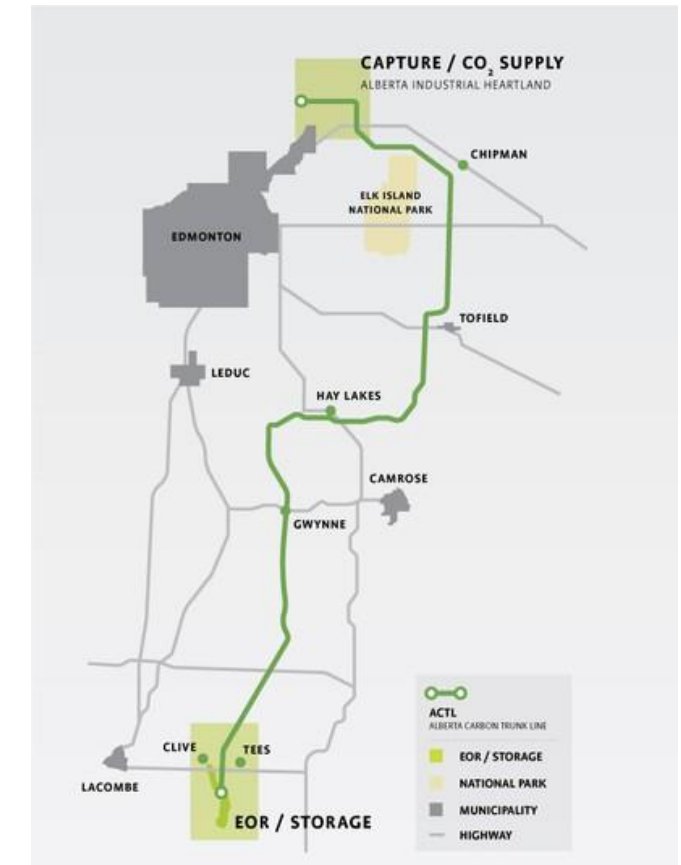 CAPTURE / CO₂ SUPPLY
ALBERTA INDUSTRIAL HEARTLAND
CHIPMAN
ELK ISLAND
NATIONAL PARK
EDMONTON
TOFIELD
LEDUC
HAY LAKES
CAMROSE
GWYNNE
CLIVE
TEES
LACOMBE
EOR / STORAGE
ACTL
ALBERTA CARBON TRUNK LINE
EOR / STORAGE
NATIONAL PARK
MUNICIPALITY
HIGHWAY